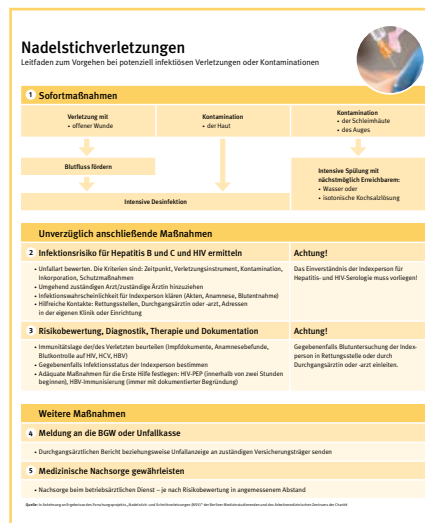 Nadelstichverletzungen
Leitfaden zum Vorgehen bei potenziell infektiösen Verletzungen oder Kontaminationen
1 Sofortmaßnahmen
Verletzung mit
• offener Wunde
Kontamination
• der Haut
Kontamination
• der Schleimhäute
• des Auges
Blutfluss fördern
Intensive Desinfektion
Intensive Spülung mit
nächstmöglich Erreichbarem:
• Wasser oder
• isotonische Kochsalzlösung
Unverzüglich anschließende Maßnahmen
2 Infektionsrisiko für Hepatitis B und C und HIV ermitteln
• Unfallart bewerten. Die Kriterien sind: Zeitpunkt, Verletzungsinstrument, Kontamination,
Inkorporation, Schutzmaßnahmen
• Umgehend zuständigen Arzt/zuständige Ärztin hinzuziehen
• Infektionswahrscheinlichkeit für Indexperson klären (Akten, Anamnese, Blutentnahme)
• Hilfreiche Kontakte: Rettungsstellen, Durchgangsärztin oder -arzt, Adressen
in der eigenen Klinik oder Einrichtung
Achtung!
Das Einverständnis der Indexperson für
Hepatitis- und HIV-Serologie muss vorliegen!
3 Risikobewertung, Diagnostik, Therapie und Dokumentation
• Immunitätslage der/des Verletzten beurteilen (Impfdokumente, Anamnesebefunde,
Blutkontrolle auf HIV, HCV, HBV)
• Gegebenenfalls Infektionsstatus der Indexperson bestimmen
• Adäquate Maßnahmen für die Erste Hilfe festlegen: HIV-PEP (innerhalb von zwei Stunden
beginnen), HBV-Immunisierung (immer mit dokumentierter Begründung)
Achtung!
Gegebenenfalls Blutuntersuchung der Index-
person in Rettungsstelle oder durch
Durchgangsärztin oder -arzt einleiten.
Weitere Maßnahmen
4 Meldung an die BGW oder Unfallkasse
• Durchgangsärztlichen Bericht beziehungsweise Unfallanzeige an zuständigen Versicherungsträger senden
5 Medizinische Nachsorge gewährleisten
• Nachsorge beim betriebsärztlichen Dienst – je nach Risikobewertung in angemessenem Abstand